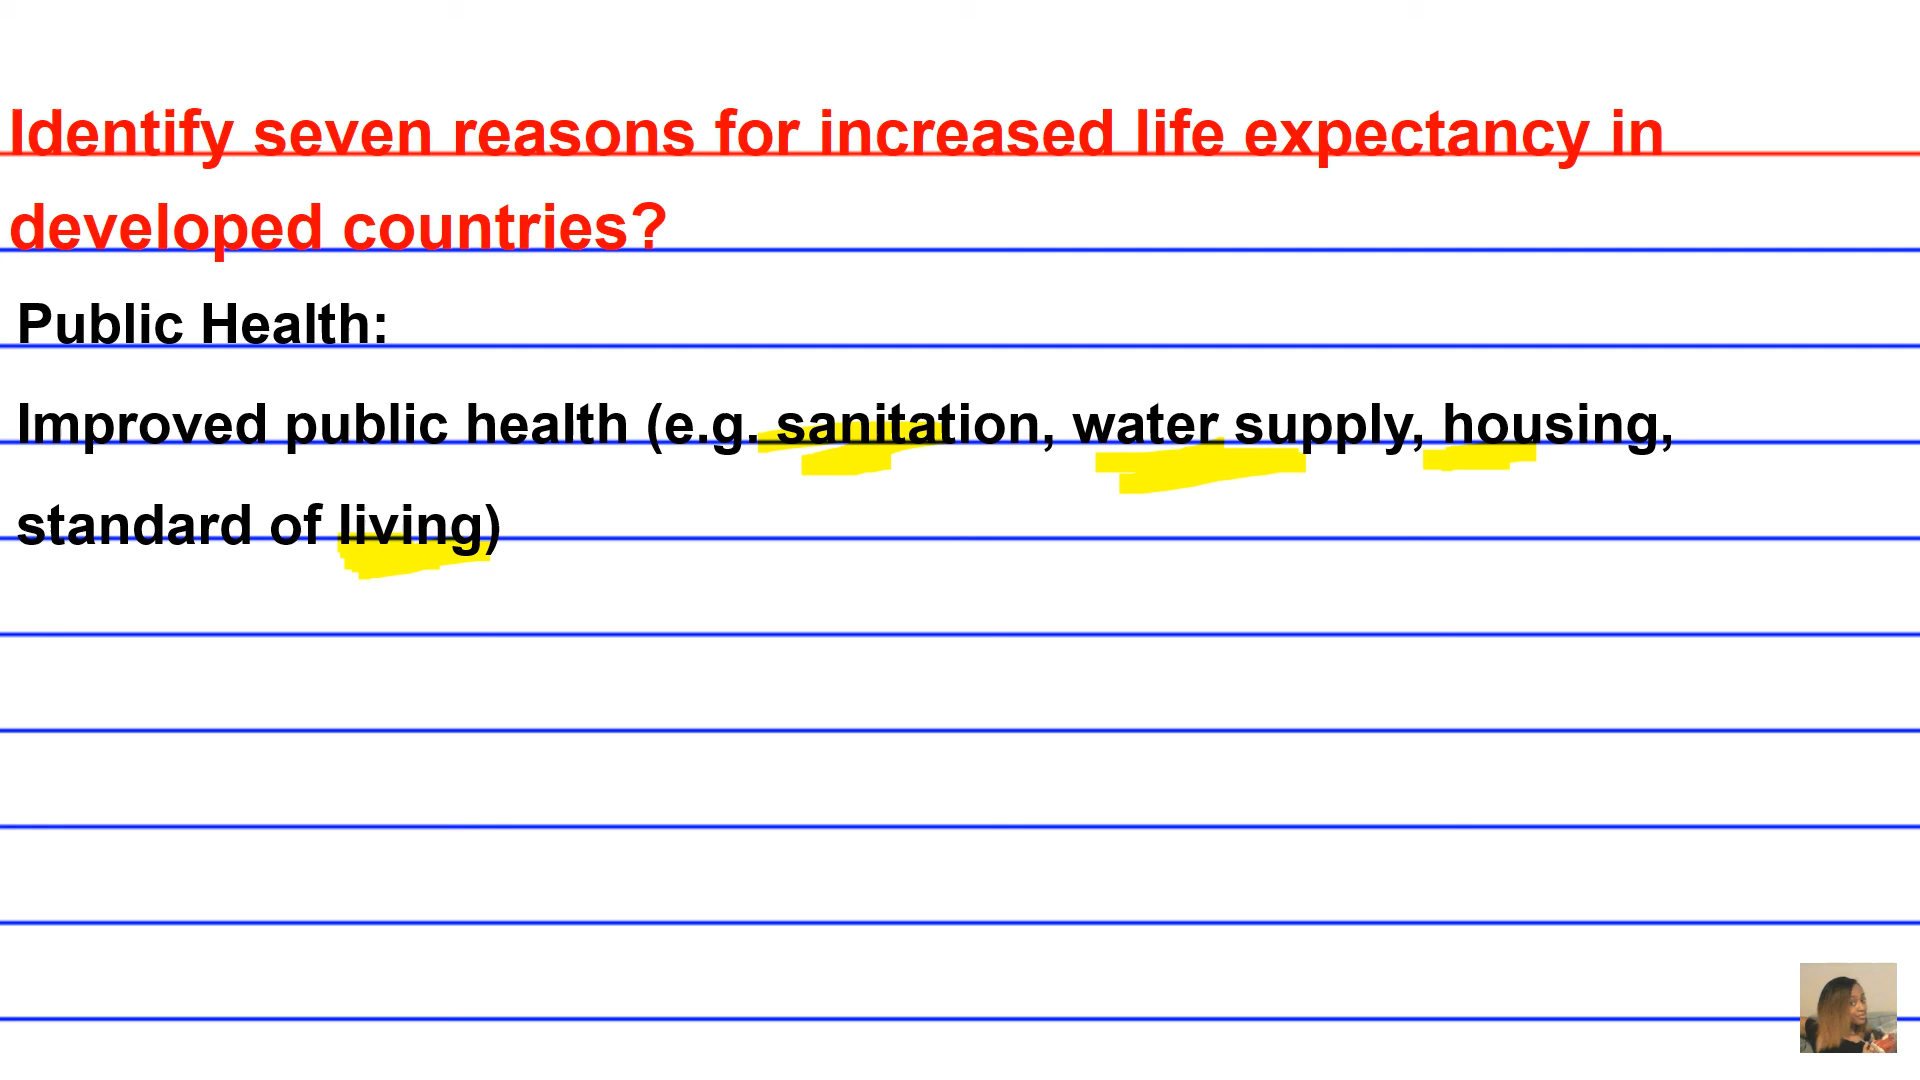 Identify seven reasons for increased life expectancy in
developed countries?
Public Health:
Improved public health (e.g. sanitation, water supply, housing,
standard of living)